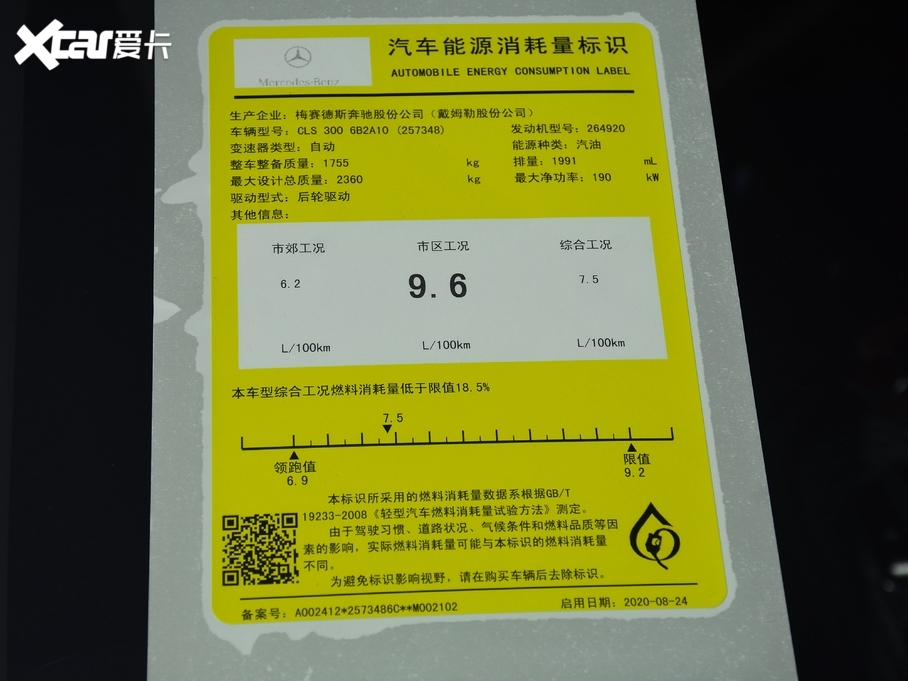 Xcar爱卡
Mercedes-Benz
汽车能源消耗量标识
AUTOMOBILE ENERGY CONSUMPTION LABEL
生产企业：梅赛德斯奔驰股份公司（戴姆勒股份公司）
车辆型号：CLS 300 6B2A10 (257348) 发动机型号：264920
变速器类型：自动 能源种类：汽油
整车整备质量：1755 kg 排量：1991 mL
最大设计总质量：2360 kg 最大净功率：190 kW
驱动型式：后轮驱动
其他信息：
市郊工况 市区工况 综合工况
6.2 9.6 7.5
L/100km L/100km L/100km
本车型综合工况燃料消耗量低于限值18.5%
7.5
领跑值 限值
6.9 9.2
本标识所采用的燃料消耗量数据系根据GB/T
19233-2008《轻型汽车燃料消耗量试验方法》测定。
由于驾驶习惯、道路状况、气候条件和燃料品质等因
素的影响，实际燃料消耗量可能与本标识的燃料消耗量
不同。
为避免标识影响视野，请在购买车辆后去除标识。
备案号：A002412*2573486C**M002102 启用日期：2020-08-24